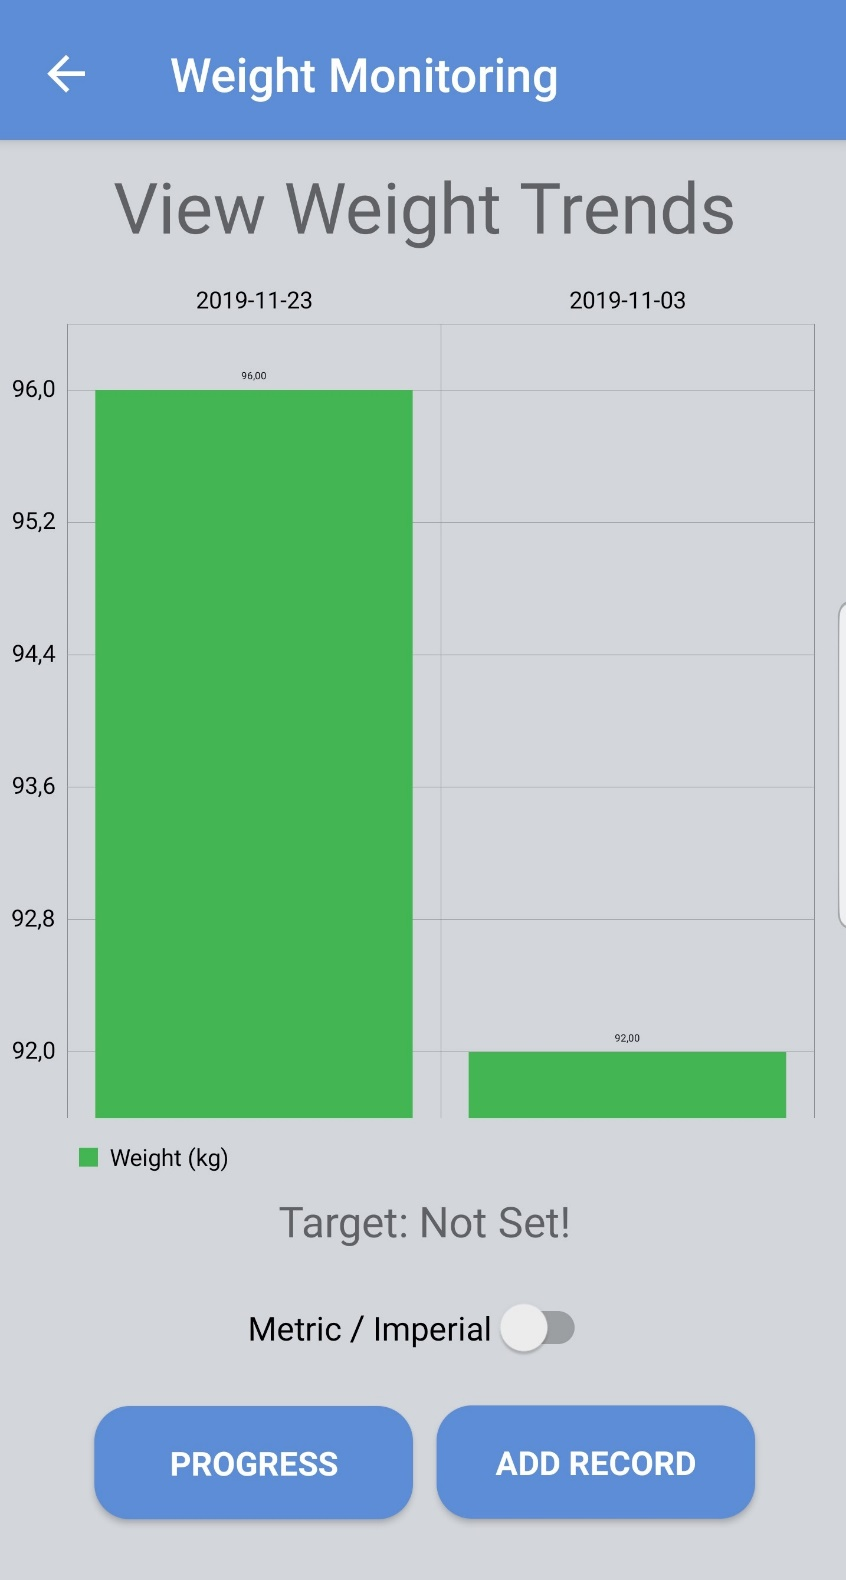 Weight Monitoring
View Weight Trends
2019-11-23 2019-11-03
96,00
96,0
95,2
94,4
93,6
92,8
92,00
92,0
Weight (kg)
Target: Not Set!
Metric / Imperial
PROGRESS ADD RECORD